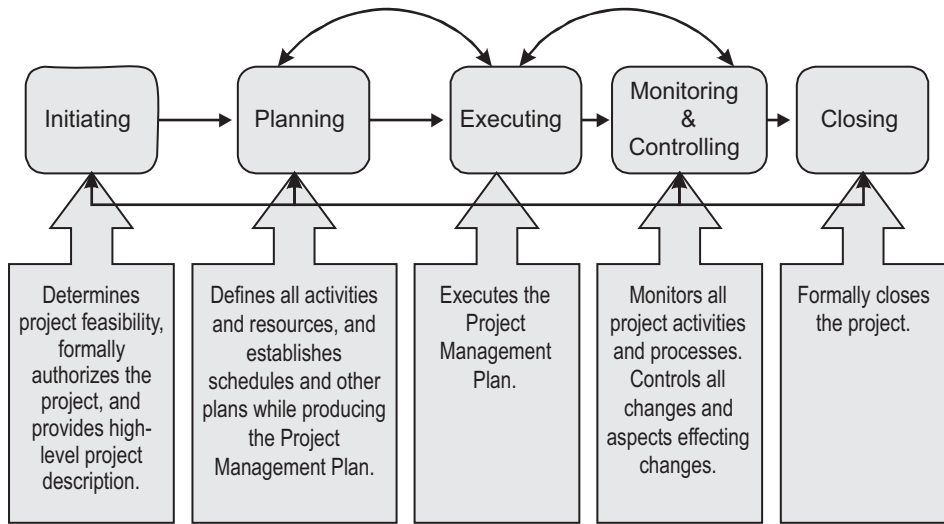 Initiating
Planning
Executing
Monitoring
&
Controlling
Closing
Determines
project feasibility,
formally
authorizes the
project, and
provides high-
level project
description.
Defines all activities
and resources, and
establishes
schedules and other
plans while producing
the Project
Management Plan.
Executes the
Project
Management
Plan.
Monitors all
project activities
and processes.
Controls all
changes and
aspects effecting
changes.
Formally closes
the project.